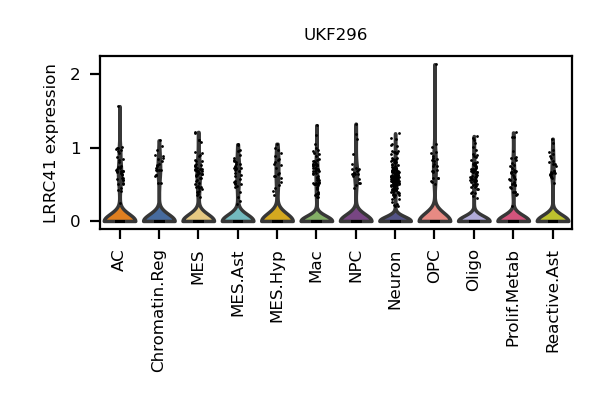 UKF296
LRRC41 expression
2
1
0
AC
Chromatin.Reg
MES
MES.Ast
MES.Hyp
Mac
NPC
Neuron
OPC
Oligo
Prolif.Metab
Reactive.Ast